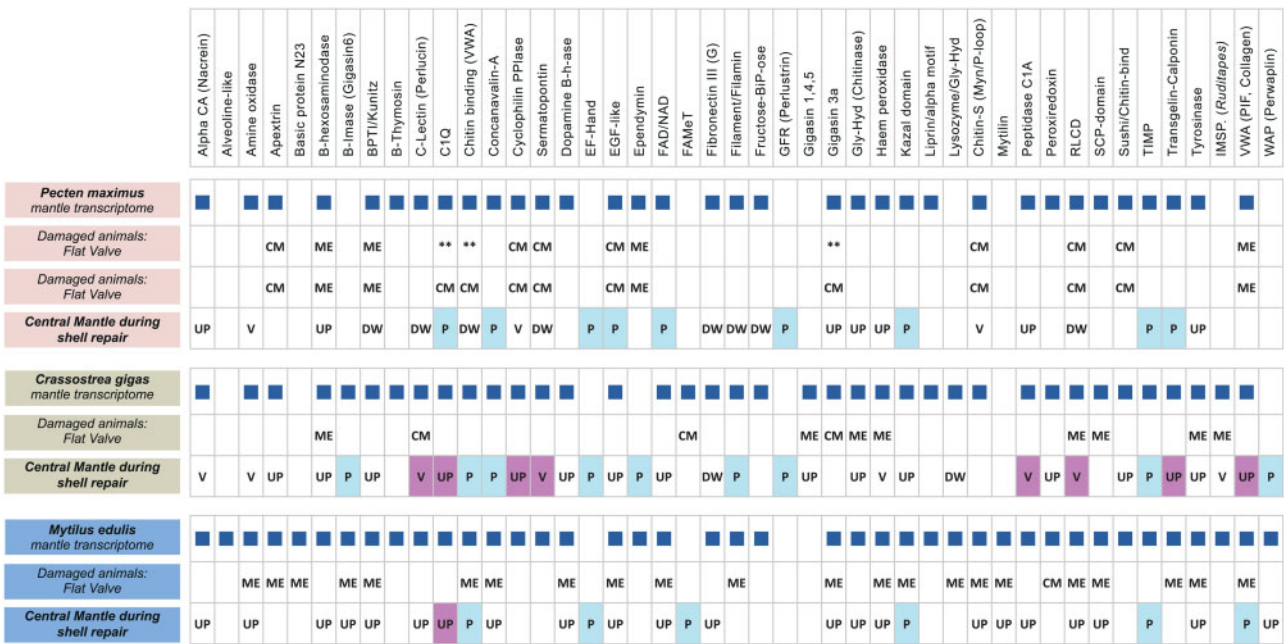 Alpha CA (Nacrein)
Alveoline-like
Amine oxidase
Apextrin
Basic protein N23
B-hexosaminodase
B-lmase (Gigasin6)
BPTI/Kunitz
B-Thymosin
C-Lectin (Perlucin)
C1Q
Chitin binding (VWA)
Concanavalin-A
Cyclophilin PPlase
Sermatopontin
Dopamine B-h-ase
EF-Hand
EGF-like
Ependymin
FAD/NAD
FAMeT
Fibronectin III (G)
Filament/Filamin
Fructose-BiP-ose
GFR (Perlustrin)
Gigasin 1,4,5
Gigasin 3a
Gly-Hyd (Chitinase)
Haem peroxidase
Kazal domain
Liprin/alpha motif
Lysozyme/Gly-Hyd
Chitin-S (Myn/P-loop)
Mytilin
Peptidase C1A
Peroxiredoxin
RLCD
SCP-domain
Sushi/Chitin-bind
TIMP
Transgelin-Calponin
Tyrosinase
IMSP. (Ruditapes)
VWA (PIF, Collagen)
WAP (Perwaplin)
Pecten maximus
mantle transcriptome
Damaged animals:
Flat Valve
CM ME ME ** ** CM CM CM ME ** CM CM CM ME
Damaged animals:
Flat Valve
CM ME ME CM CM CM CM CM ME CM CM CM CM ME
Central Mantle during
shell repair
UP V UP DW DW P DW P V DW P P P DW DW DW P UP UP UP P V UP DW P P UP
Crassostrea gigas
mantle transcriptome
Damaged animals:
Flat Valve
ME CM CM ME CM ME ME ME ME ME ME
Central Mantle during
shell repair
V V UP UP P UP V UP P P UP V UP P UP P UP DW P P UP UP V UP DW V UP V UP P UP UP V UP P
Mytilus edulis
mantle transcriptome
Damaged animals:
Flat Valve
ME ME ME ME ME ME ME ME ME ME ME ME ME ME ME ME ME CM ME ME ME ME ME
Central Mantle during
shell repair
UP UP UP UP UP UP UP P UP UP P UP UP P UP UP UP UP P UP UP UP UP UP P UP P UP